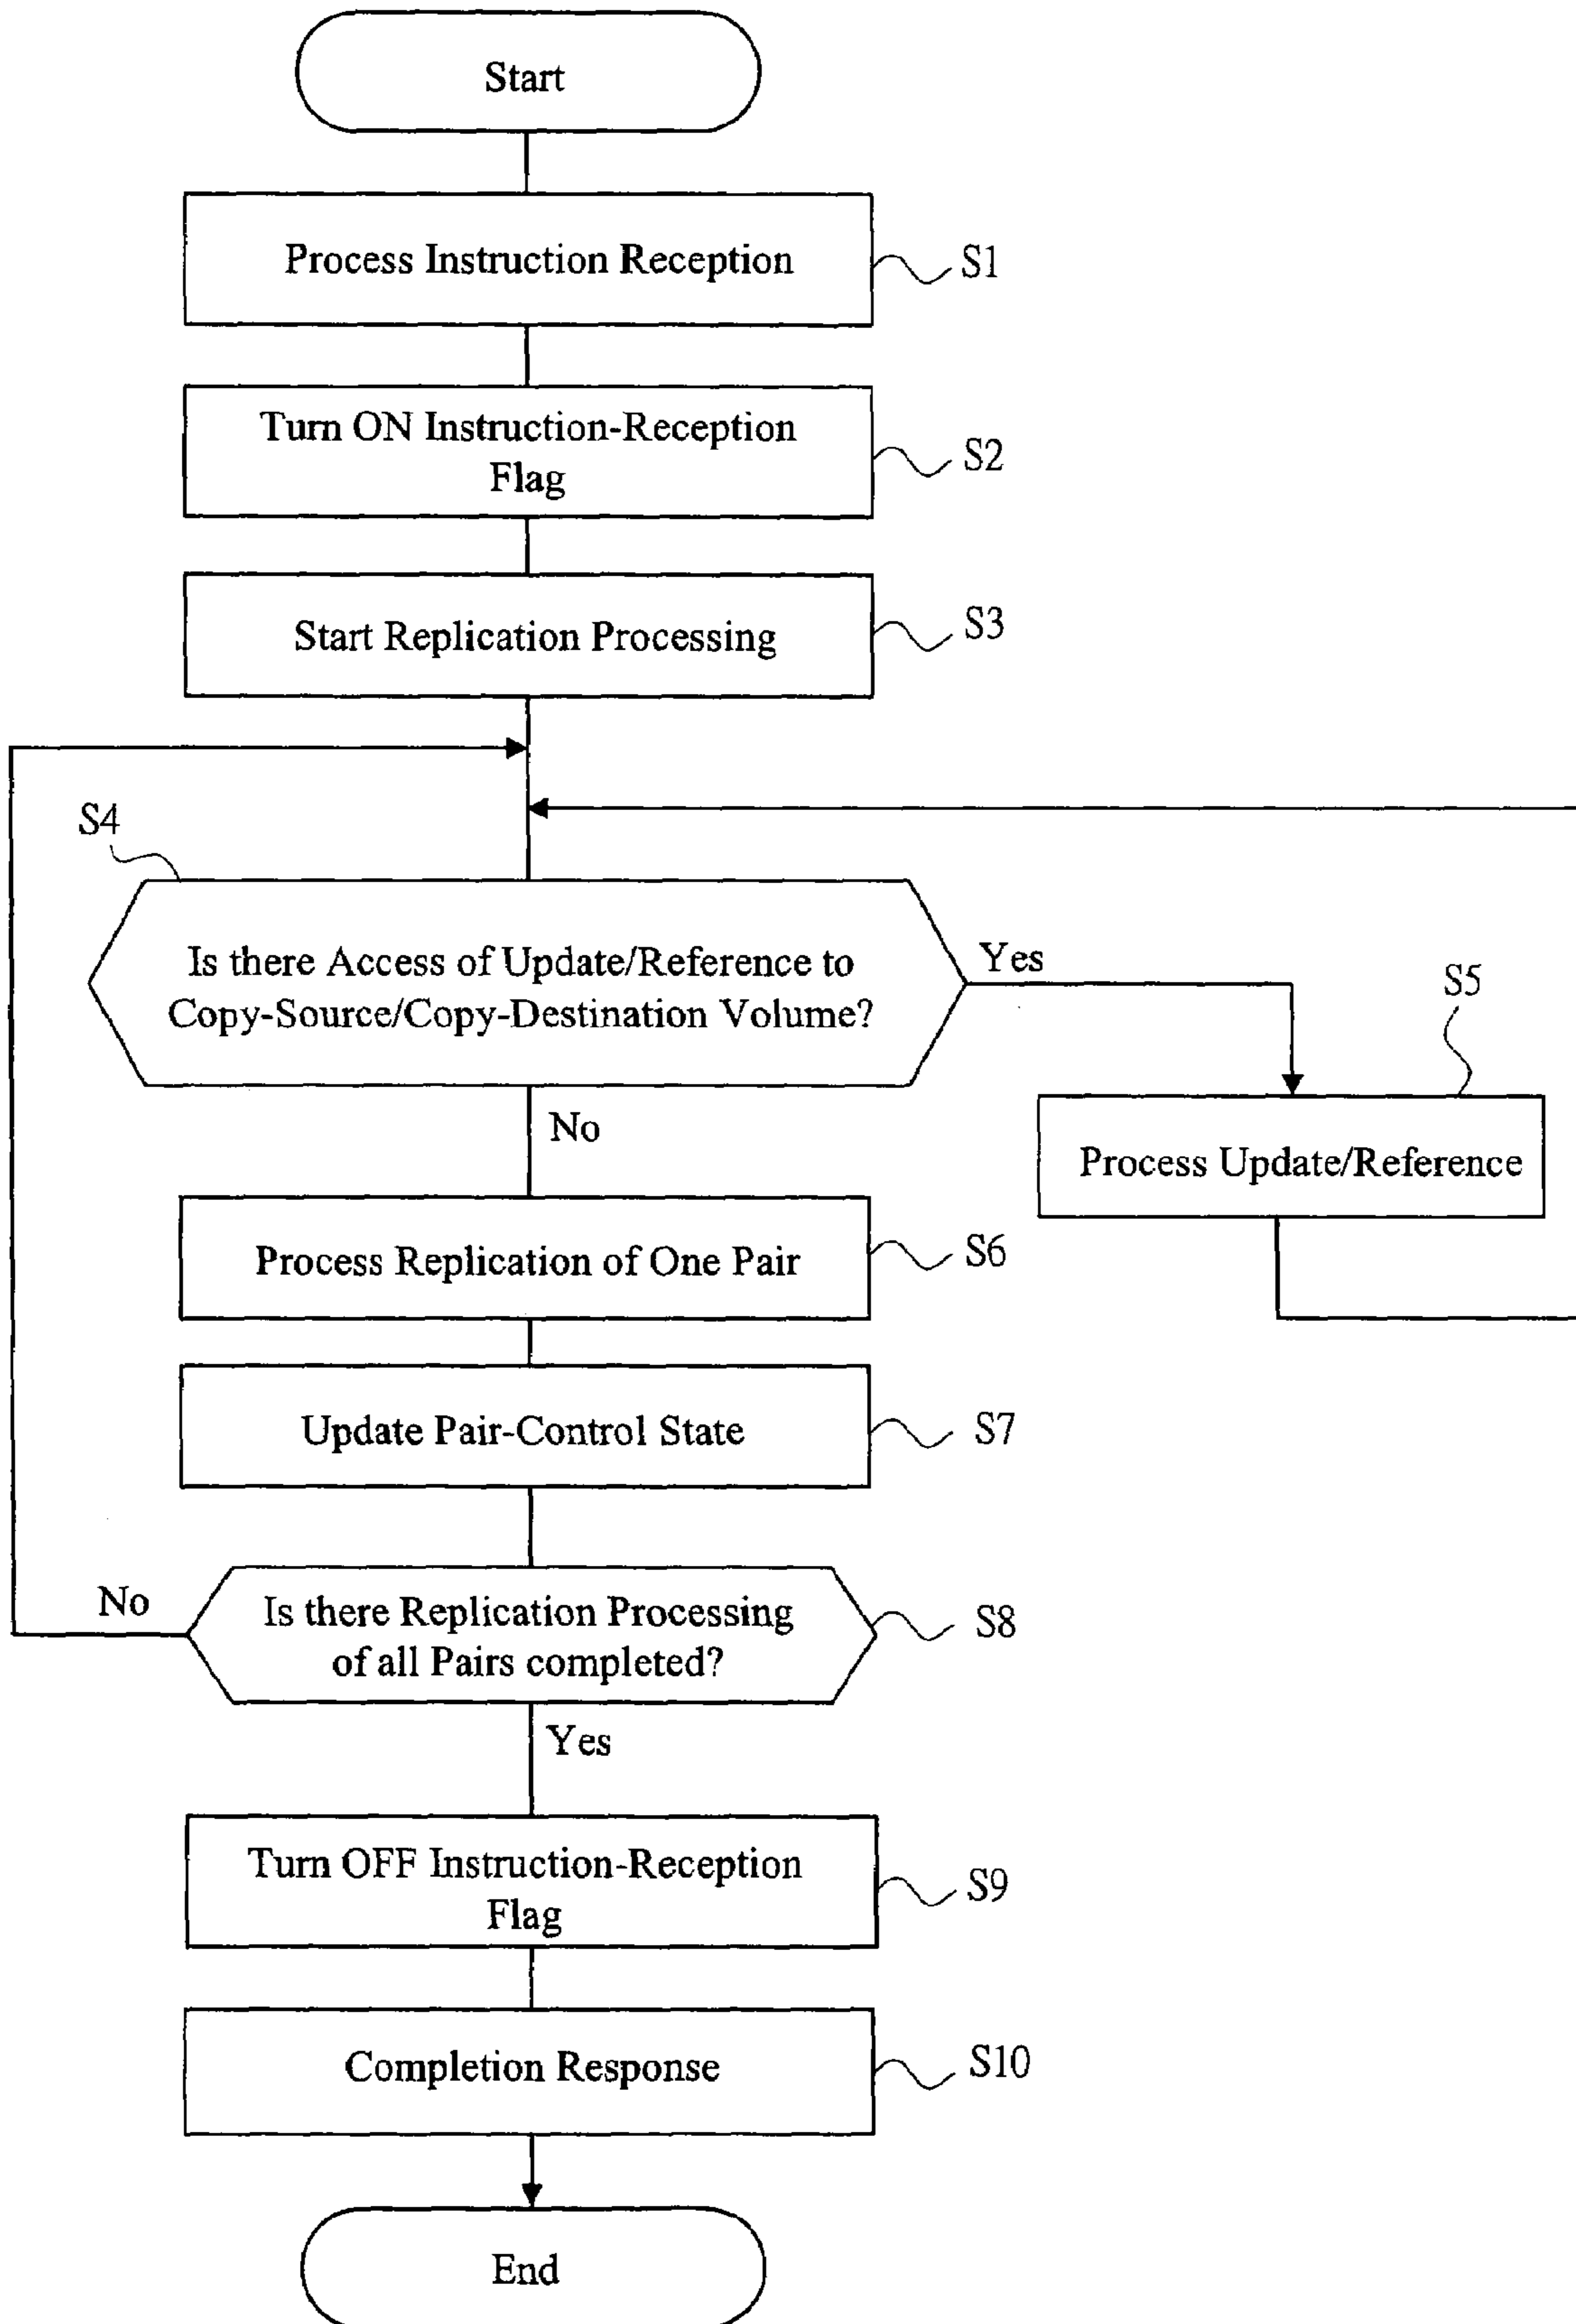 Start
Process Instruction Reception
S1
Turn ON Instruction-Reception
Flag
S2
Start Replication Processing
S3
S4
Is there Access of Update/Reference to
Copy-Source/Copy-Destination Volume?
Yes
S5
No
Process Update/Reference
Process Replication of One Pair
S6
Update Pair-Control State
S7
No
Is there Replication Processing
of all Pairs completed?
S8
Yes
Turn OFF Instruction-Reception
Flag
S9
Completion Response
S10
End